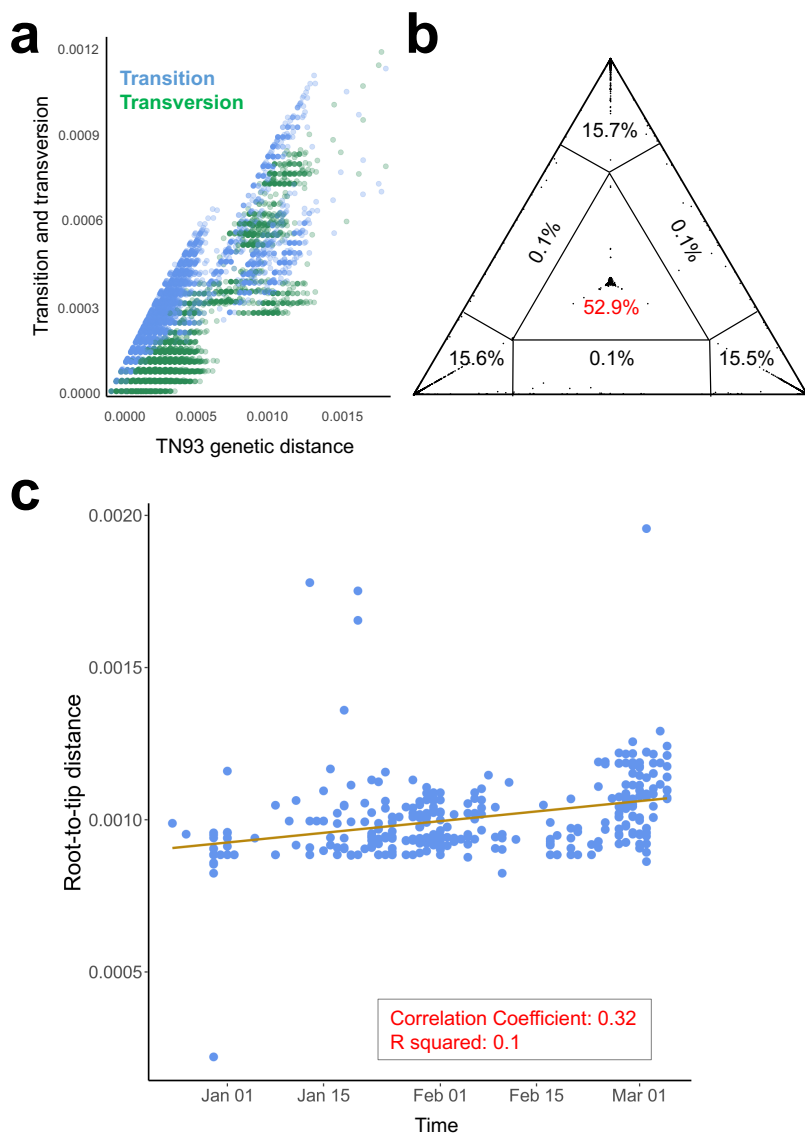 a
Transition and transversion
0.0012
0.0009
0.0006
0.0003
0.0000
Transition
Transversion
0.0000 0.0005 0.0010 0.0015
TN93 genetic distance
b
15.7%
0.1%
0.1%
52.9%
15.6%
0.1%
15.5%
c
Root-to-tip distance
0.0020
0.0015
0.0010
0.0005
Correlation Coefficient: 0.32
R squared: 0.1
Jan 01 Jan 15 Feb 01 Feb 15 Mar 01
Time